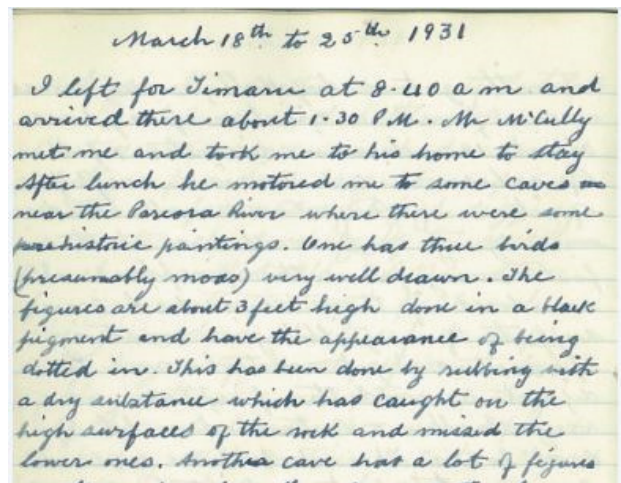 March 18th to 25th 1931
I left for Timaru at 8.40 a m and
arrived there about 1.30 P.M. Mr McCully
met me and took me to his home to stay
After lunch he motored me to some caves
near the Pareora River where there were some
prehistoric paintings. One has three birds
(presumably moas) very well drawn. The
figures are about 3 feet high done in a black
pigment and have the appearance of being
dotted in. This has been done by rubbing with
a dry substance which has caught on the
high surfaces of the rock and missed the
lower ones. Another cave has a lot of figures